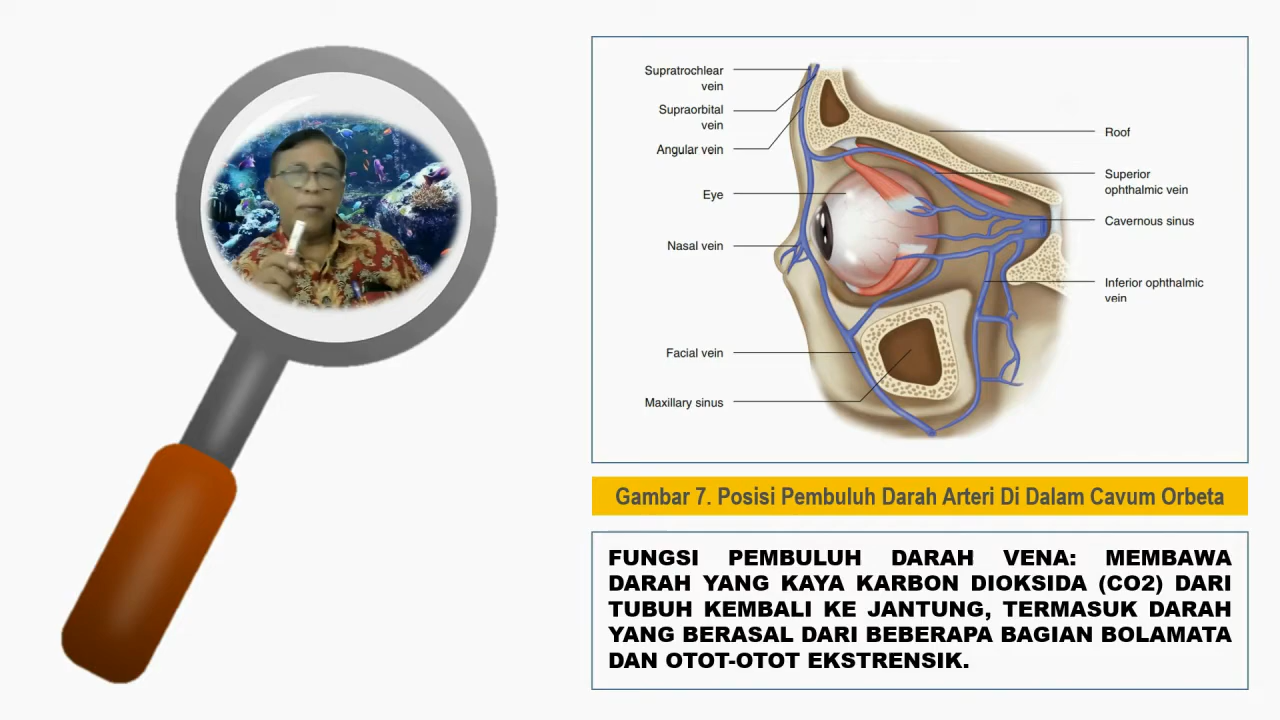 Supratrochlear
vein
Supraorbital
vein
Angular vein
Eye
Nasal vein
Facial vein
Maxillary sinus
Roof
Superior
ophthalmic vein
Cavernous sinus
Inferior ophthalmic
vein
Gambar 7. Posisi Pembuluh Darah Arteri Di Dalam Cavum Orbeta
FUNGSI PEMBULUH DARAH VENA: MEMBAWA
DARAH YANG KAYA KARBON DIOKSIDA (CO2) DARI
TUBUH KEMBALI KE JANTUNG, TERMASUK DARAH
YANG BERASAL DARI BEBERAPA BAGIAN BOLAMATA
DAN OTOT-OTOT EKSTRENSIK.